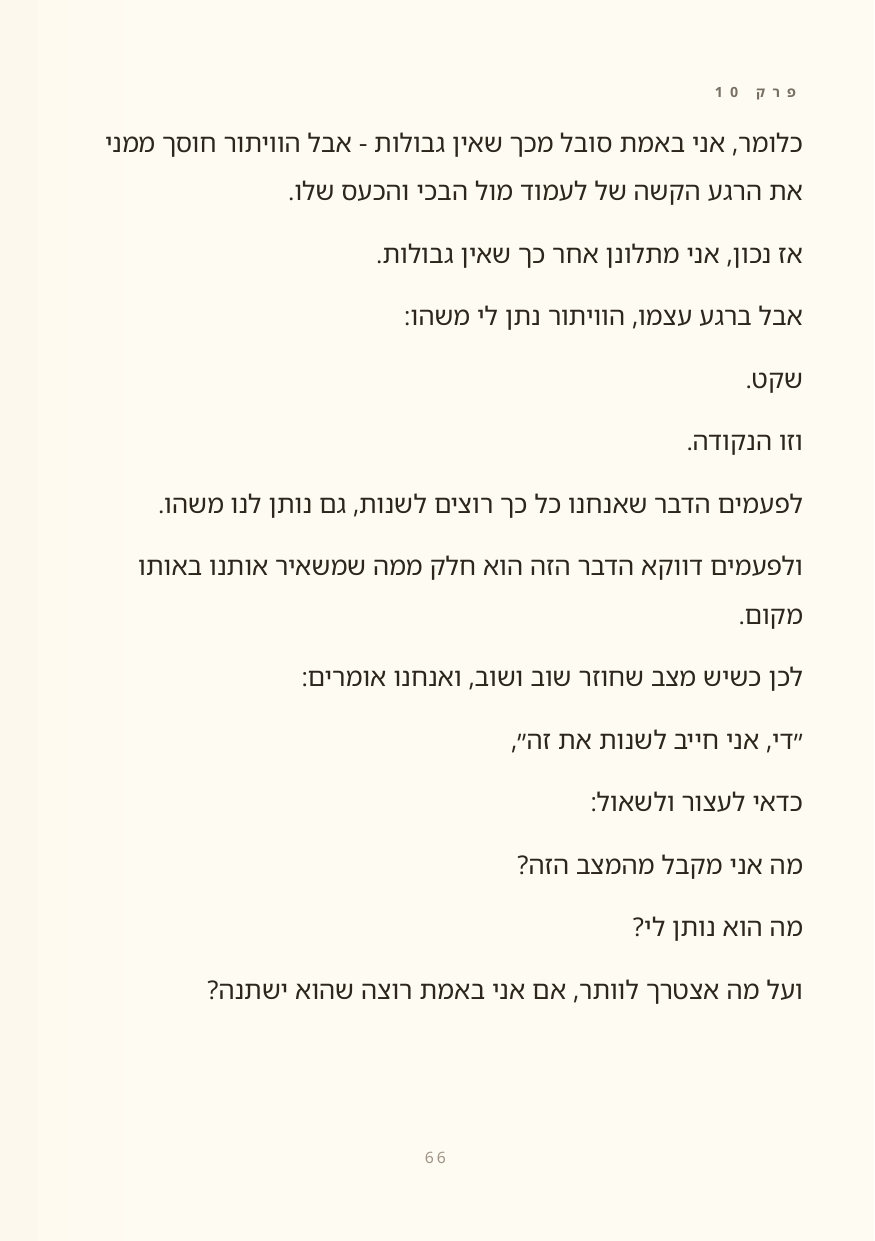 פרק 10
כלומר, אני באמת סובל מכך שאין גבולות - אבל הוויתור חוסך ממני
את הרגע הקשה של לעמוד מול הבכי והכעס שלו.
אז נכון, אני מתלונן אחר כך שאין גבולות.
אבל ברגע עצמו, הוויתור נתן לי משהו:
שקט.
וזו הנקודה.
לפעמים הדבר שאנחנו כל כך רוצים לשנות, גם נותן לנו משהו.
ולפעמים דווקא הדבר הזה הוא חלק ממה שמשאיר אותנו באותו
מקום.
לכן כשיש מצב שחוזר שוב ושוב, ואנחנו אומרים:
״די, אני חייב לשנות את זה״,
כדאי לעצור ולשאול:
מה אני מקבל מהמצב הזה?
מה הוא נותן לי?
ועל מה אצטרך לוותר, אם אני באמת רוצה שהוא ישתנה?
66